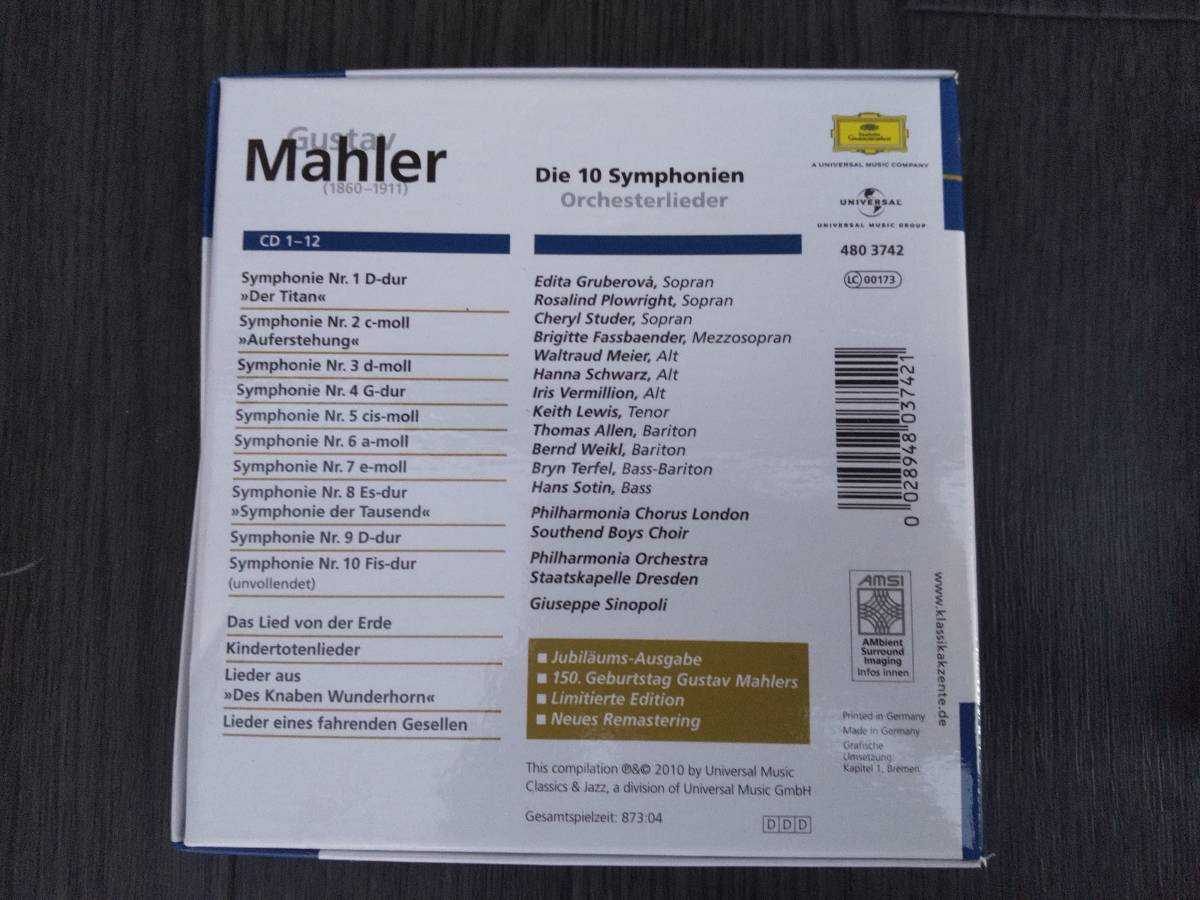 Gustav
Mahler
(1860–1911)
Die 10 Symphonien
Orchesterlieder
CD 1–12
Symphonie Nr. 1 D-dur
»Der Titan«
Symphonie Nr. 2 c-moll
»Auferstehung«
Symphonie Nr. 3 d-moll
Symphonie Nr. 4 G-dur
Symphonie Nr. 5 cis-moll
Symphonie Nr. 6 a-moll
Symphonie Nr. 7 e-moll
Symphonie Nr. 8 Es-dur
»Symphonie der Tausend«
Symphonie Nr. 9 D-dur
Symphonie Nr. 10 Fis-dur
(unvollendet)
Das Lied von der Erde
Kindertotenlieder
Lieder aus
»Des Knaben Wunderhorn«
Lieder eines fahrenden Gesellen
Edita Gruberová, Sopran
Rosalind Plowright, Sopran
Cheryl Studer, Sopran
Brigitte Fassbaender, Mezzosopran
Waltraud Meier, Alt
Hanna Schwarz, Alt
Iris Vermillion, Alt
Keith Lewis, Tenor
Thomas Allen, Bariton
Bernd Weikl, Bariton
Bryn Terfel, Bass-Bariton
Hans Sotin, Bass
Philharmonia Chorus London
Southend Boys Choir
Philharmonia Orchestra
Staatskapelle Dresden
Giuseppe Sinopoli
■ Jubiläums-Ausgabe
■ 150. Geburtstag Gustav Mahlers
■ Limitierte Edition
■ Neues Remastering
This compilation ℗&© 2010 by Universal Music
Classics & Jazz, a division of Universal Music GmbH
Gesamtspielzeit: 873:04
DDD
Deutsche
Grammophon
A UNIVERSAL MUSIC COMPANY
UNIVERSAL
UNIVERSAL MUSIC GROUP
480 3742
LC 00173
0 028948 037421
AMSI
AMbient
Surround
Imaging
Infos innen
www.klassikakzente.de
Printed in Germany
Made in Germany
Grafische
Umsetzung:
Kapitel 1, Bremen